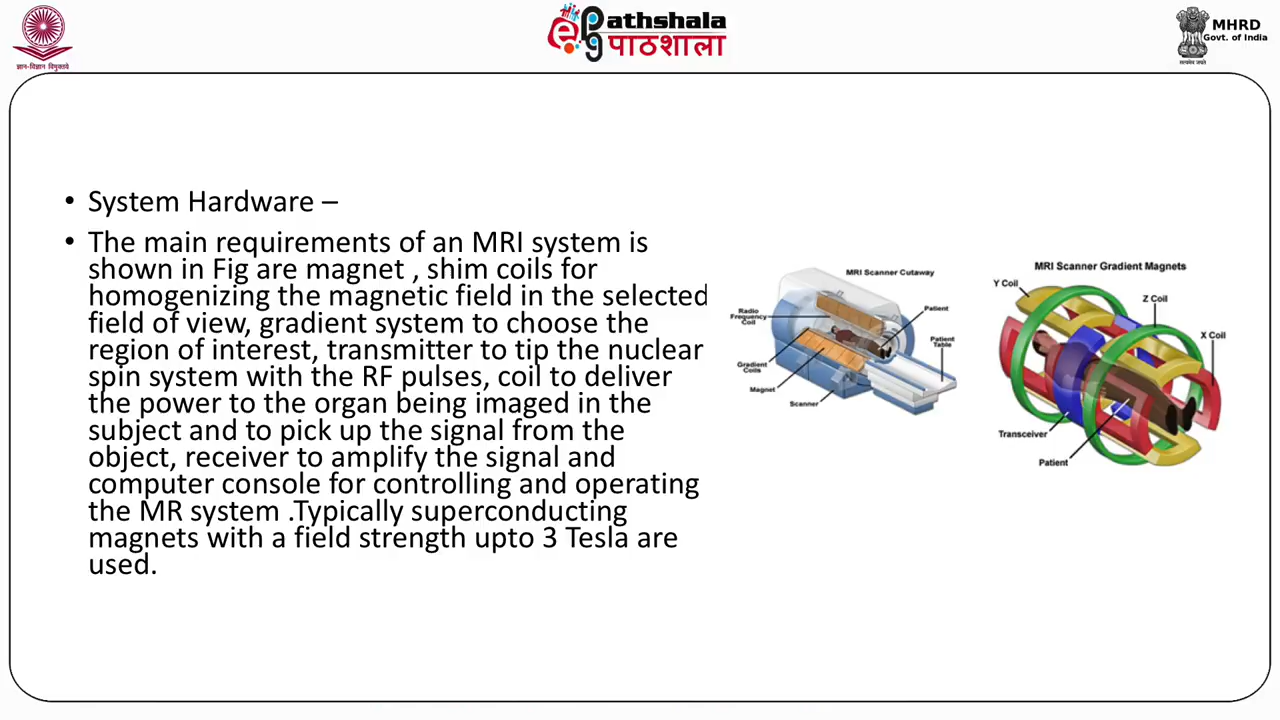 ज्ञान-विज्ञान विमुक्तये
ePathshala
पाठशाला
MHRD
Govt. of India
सत्यमेव जयते
• System Hardware –
• The main requirements of an MRI system is
shown in Fig are magnet , shim coils for
homogenizing the magnetic field in the selected
field of view, gradient system to choose the
region of interest, transmitter to tip the nuclear
spin system with the RF pulses, coil to deliver
the power to the organ being imaged in the
subject and to pick up the signal from the
object, receiver to amplify the signal and
computer console for controlling and operating
the MR system .Typically superconducting
magnets with a field strength upto 3 Tesla are
used.
MRI Scanner Cutaway
Radio
Frequency
Coil
Patient
Patient
Table
Gradient
Coils
Magnet
Scanner
MRI Scanner Gradient Magnets
Y Coil
Z Coil
X Coil
Transceiver
Patient